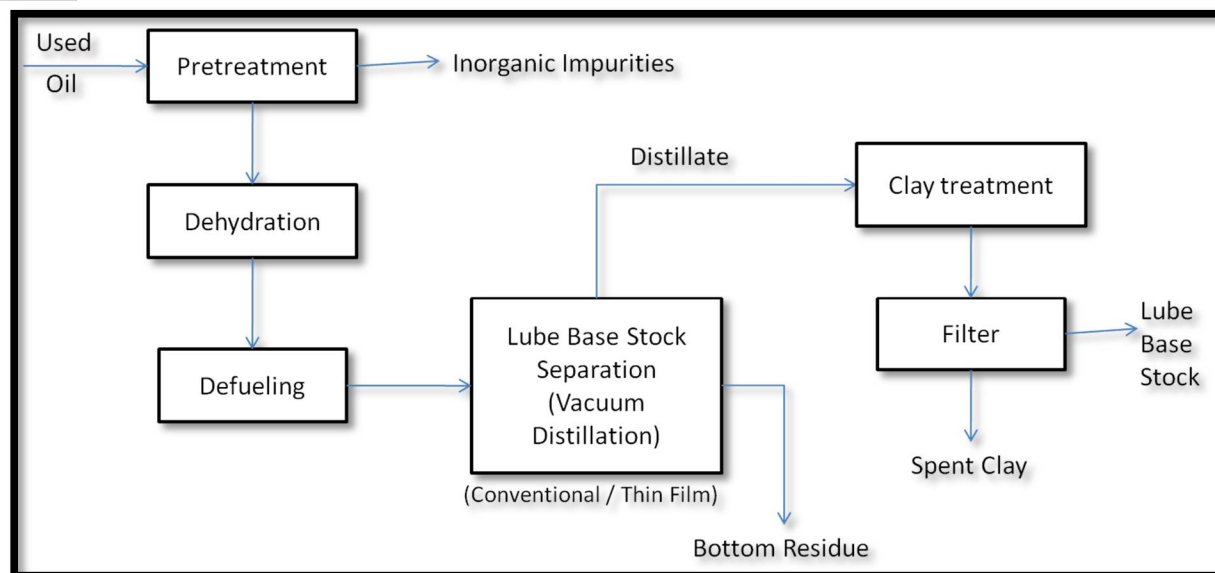 Used
Oil
Pretreatment
Inorganic Impurities
Distillate
Clay treatment
Dehydration
Lube Base Stock
Separation
(Vacuum
Distillation)
(Conventional / Thin Film)
Defueling
Filter
Lube
Base
Stock
Spent Clay
Bottom Residue